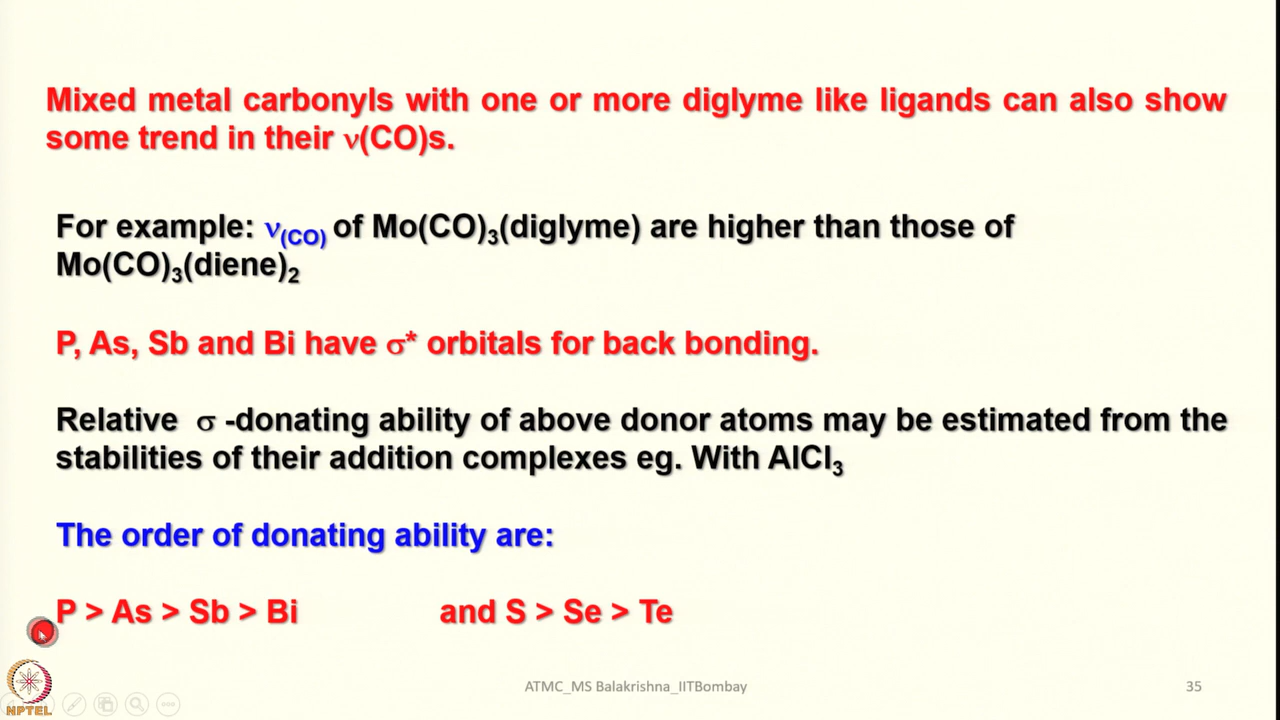 Mixed metal carbonyls with one or more diglyme like ligands can also show
some trend in their ν(CO)s.
For example: ν(CO) of Mo(CO)3(diglyme) are higher than those of
Mo(CO)3(diene)2
P, As, Sb and Bi have σ* orbitals for back bonding.
Relative σ -donating ability of above donor atoms may be estimated from the
stabilities of their addition complexes eg. With AlCl3
The order of donating ability are:
P > As > Sb > Bi and S > Se > Te
NPTEL
ATMC_MS Balakrishna_IITBombay 35